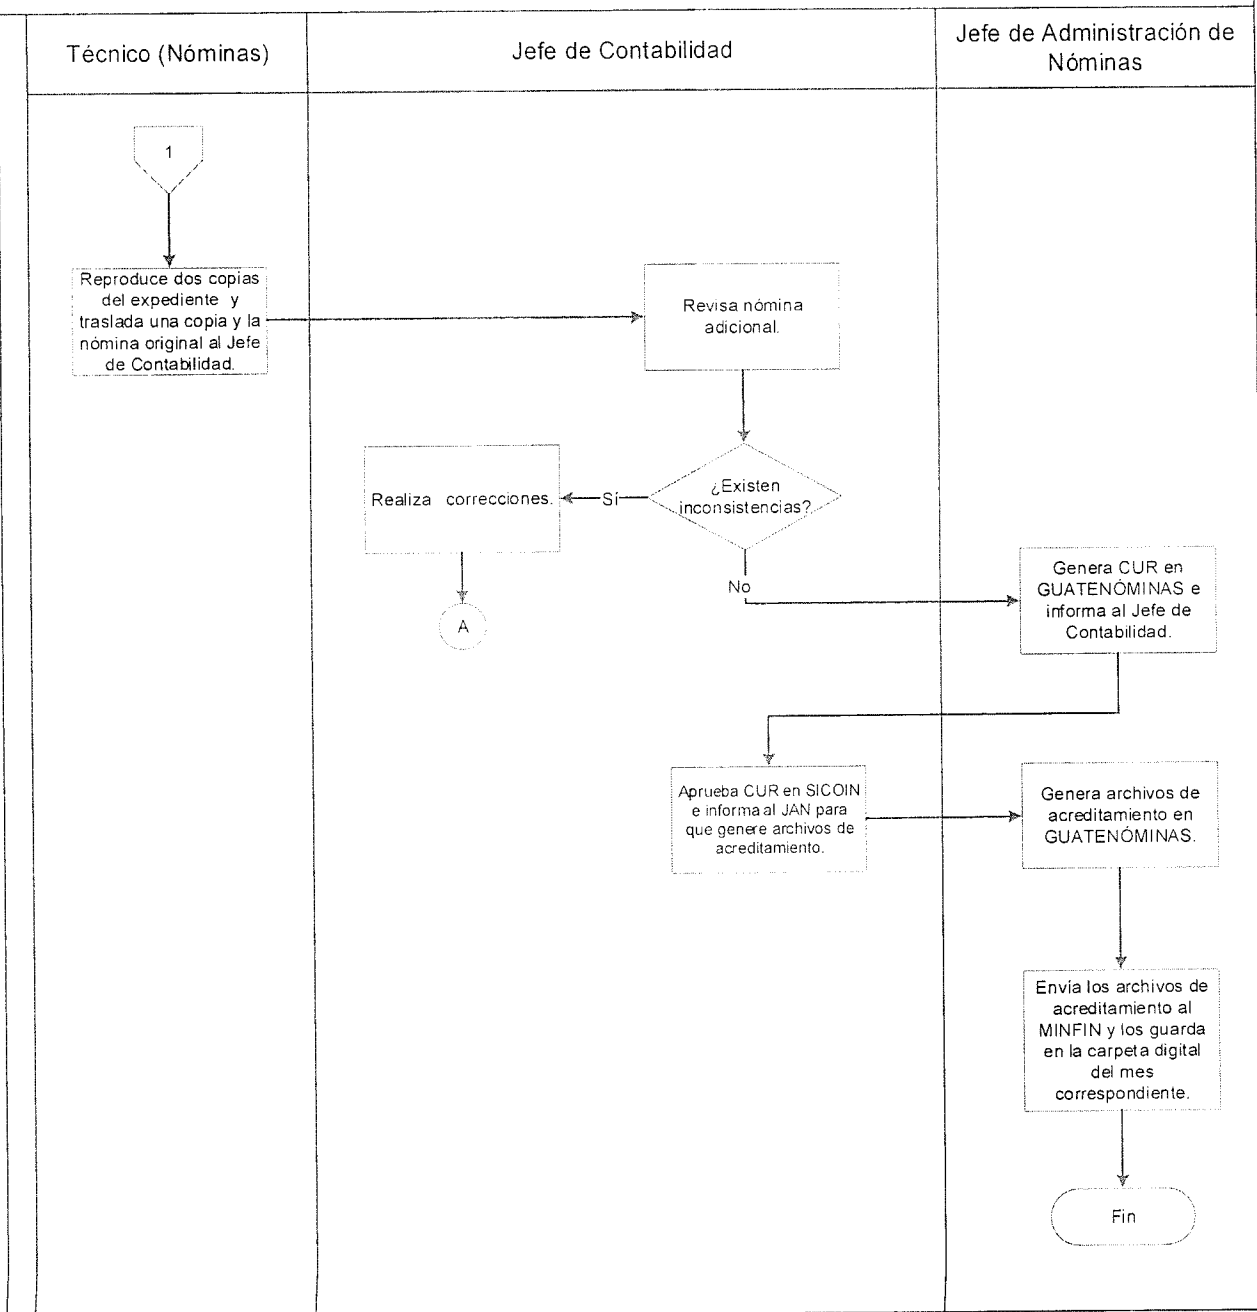 Técnico (Nóminas)
Jefe de Contabilidad
Jefe de Administración de
Nóminas
1
Reproduce dos copias
del expediente y
traslada una copia y la
nómina original al Jefe
de Contabilidad.
Revisa nómina
adicional.
¿Existen
inconsistencias?
Sí
Realiza correcciones.
A
No
Genera CUR en
GUATENÓMINAS e
informa al Jefe de
Contabilidad.
Aprueba CUR en SICOIN
e informa al JAN para
que genere archivos de
acreditamiento.
Genera archivos de
acreditamiento en
GUATENÓMINAS.
Envía los archivos de
acreditamiento al
MINFIN y los guarda
en la carpeta digital
del mes
correspondiente.
Fin